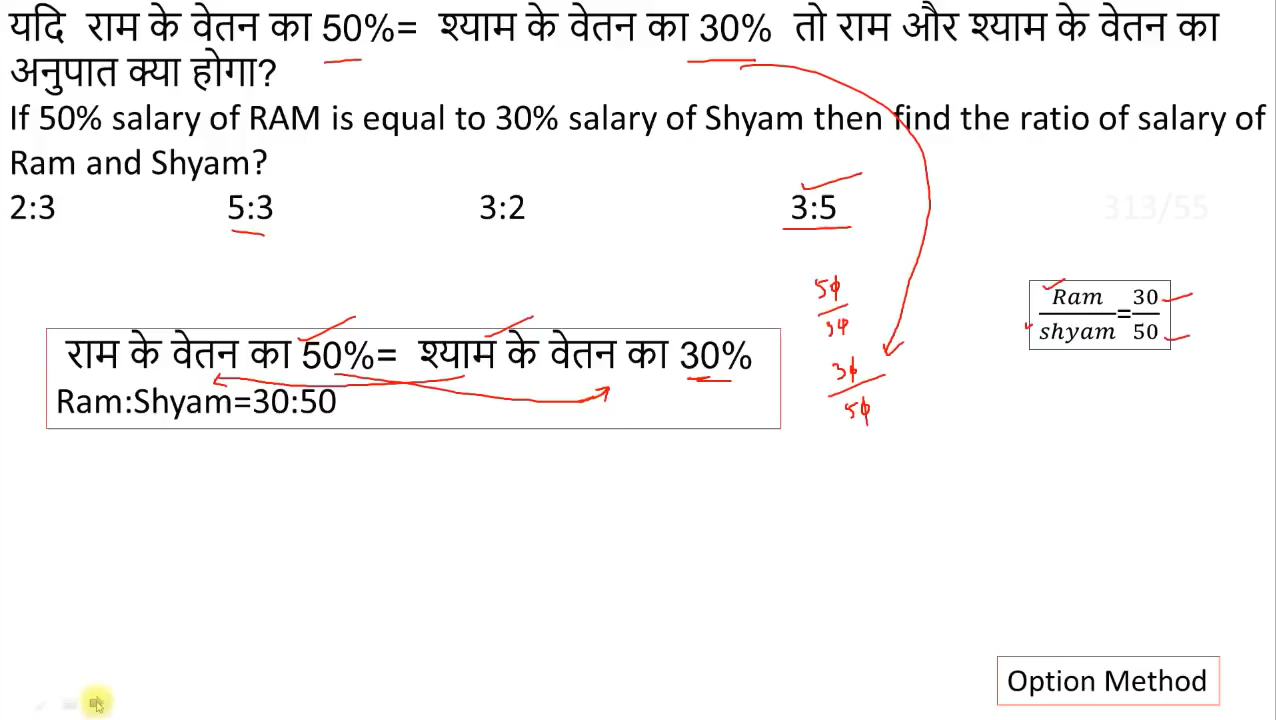 यदि राम के वेतन का 50%= श्याम के वेतन का 30% तो राम और श्याम के वेतन का
अनुपात क्या होगा?
If 50% salary of RAM is equal to 30% salary of Shyam then find the ratio of salary of
Ram and Shyam?
2:3 5:3 3:2 3:5 313/55
50/30
Ram/shyam=30/50
राम के वेतन का 50%= श्याम के वेतन का 30%
30/50
Ram:Shyam=30:50
Option Method